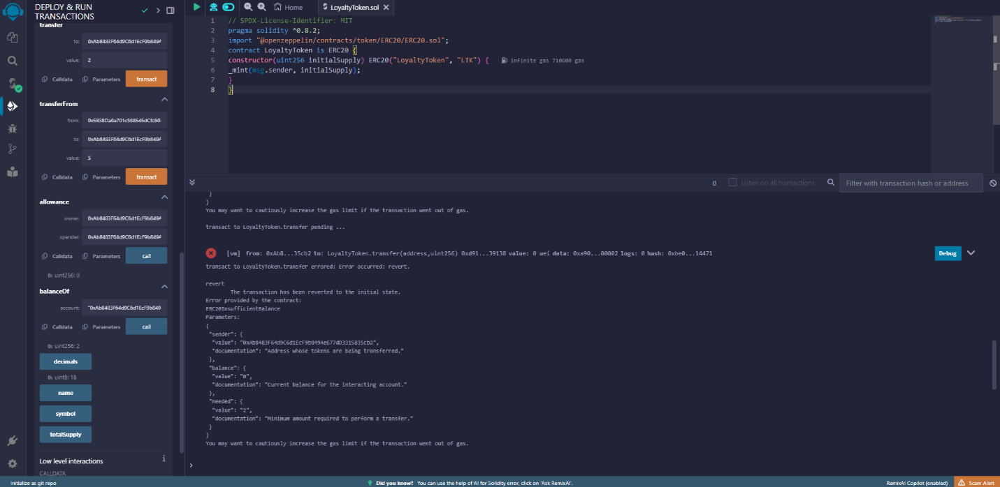 DEPLOY & RUN
TRANSACTIONS
transfer
to: 0xAb8483F64d9C6d1EcF9b849A
value: 2
Calldata Parameters transact
transferFrom
from: 0x5B38Da6a701c568545dCfcB0
to: 0xAb8483F64d9C6d1EcF9b849A
value: 5
Calldata Parameters transact
allowance
owner: 0xAb8483F64d9C6d1EcF9b849A
spender: 0xAb8483F64d9C6d1EcF9b849A
Calldata Parameters call
0: uint256: 0
balanceOf
account: "0xAb8483F64d9C6d1EcF9b849
Calldata Parameters call
0: uint256: 2
decimals
0: uint8: 18
name
symbol
totalSupply
Low level interactions i
CALLDATA
Home LoyaltyToken.sol
1 // SPDX-License-Identifier: MIT
2 pragma solidity ^0.8.2;
3 import "@openzeppelin/contracts/token/ERC20/ERC20.sol";
4 contract LoyaltyToken is ERC20 {
5 constructor(uint256 initialSupply) ERC20("LoyaltyToken", "LTK") { infinite gas 710600 gas
6 _mint(msg.sender, initialSupply);
7 }
8 }
0 Listen on all transactions Filter with transaction hash or address
}
}
You may want to cautiously increase the gas limit if the transaction went out of gas.
transact to LoyaltyToken.transfer pending ...
[vm] from: 0xAb8...35cb2 to: LoyaltyToken.transfer(address,uint256) 0xd91...39138 value: 0 wei data: 0xa90...00002 logs: 0 hash: 0xbe0...14471 Debug
transact to LoyaltyToken.transfer errored: Error occurred: revert.
revert
The transaction has been reverted to the initial state.
Error provided by the contract:
ERC20InsufficientBalance
Parameters:
{
"sender": {
"value": "0xAb8483F64d9C6d1EcF9b849Ae677dD3315835cb2",
"documentation": "Address whose tokens are being transferred."
},
"balance": {
"value": "0",
"documentation": "Current balance for the interacting account."
},
"needed": {
"value": "2",
"documentation": "Minimum amount required to perform a transfer."
}
}
You may want to cautiously increase the gas limit if the transaction went out of gas.
>
Initialize as git repo Did you know? You can use the help of AI for Solidity error, click on 'Ask RemixAI'. RemixAI Copilot (enabled) Scam Alert